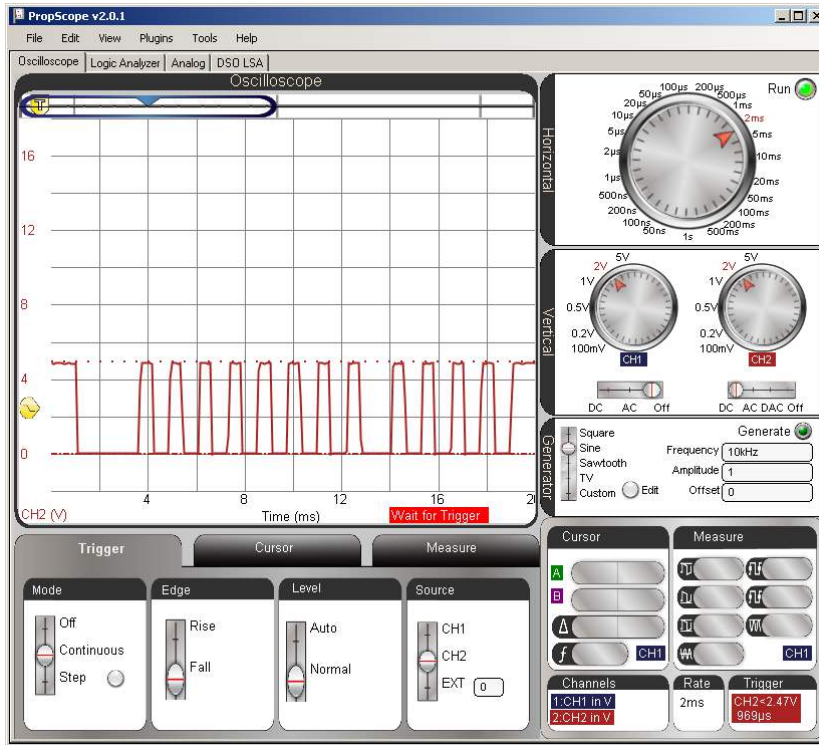 PropScope v2.0.1
File Edit View Plugins Tools Help
Oscilloscope Logic Analyzer Analog DSO LSA
Oscilloscope
T
16
12
8
4
0
4 8 12 16 20
CH2 (V) Time (ms) Wait for Trigger
Horizontal
Run
50ns 100ns 200ns 500ns 1µs 2µs 5µs 10µs 20µs 50µs 100µs 200µs 500µs 1ms 2ms 5ms 10ms 20ms 50ms 100ms 200ms 500ms 1s
Vertical
5V 2V 1V 0.5V 0.2V 100mV
CH1
DC AC Off
5V 2V 1V 0.5V 0.2V 100mV
CH2
DC AC DAC Off
Generator
Square
Sine
Sawtooth
TV
Custom Edit
Generate
Frequency 10kHz
Amplitude 1
Offset 0
Trigger Cursor Measure
Mode
Off
Continuous
Step
Edge
Rise
Fall
Level
Auto
Normal
Source
CH1
CH2
EXT 0
Cursor
A
B
Δ
f CH1
Measure
CH1
Channels
1:CH1 in V
2:CH2 in V
Rate
2ms
Trigger
CH2<2.47V
969µs